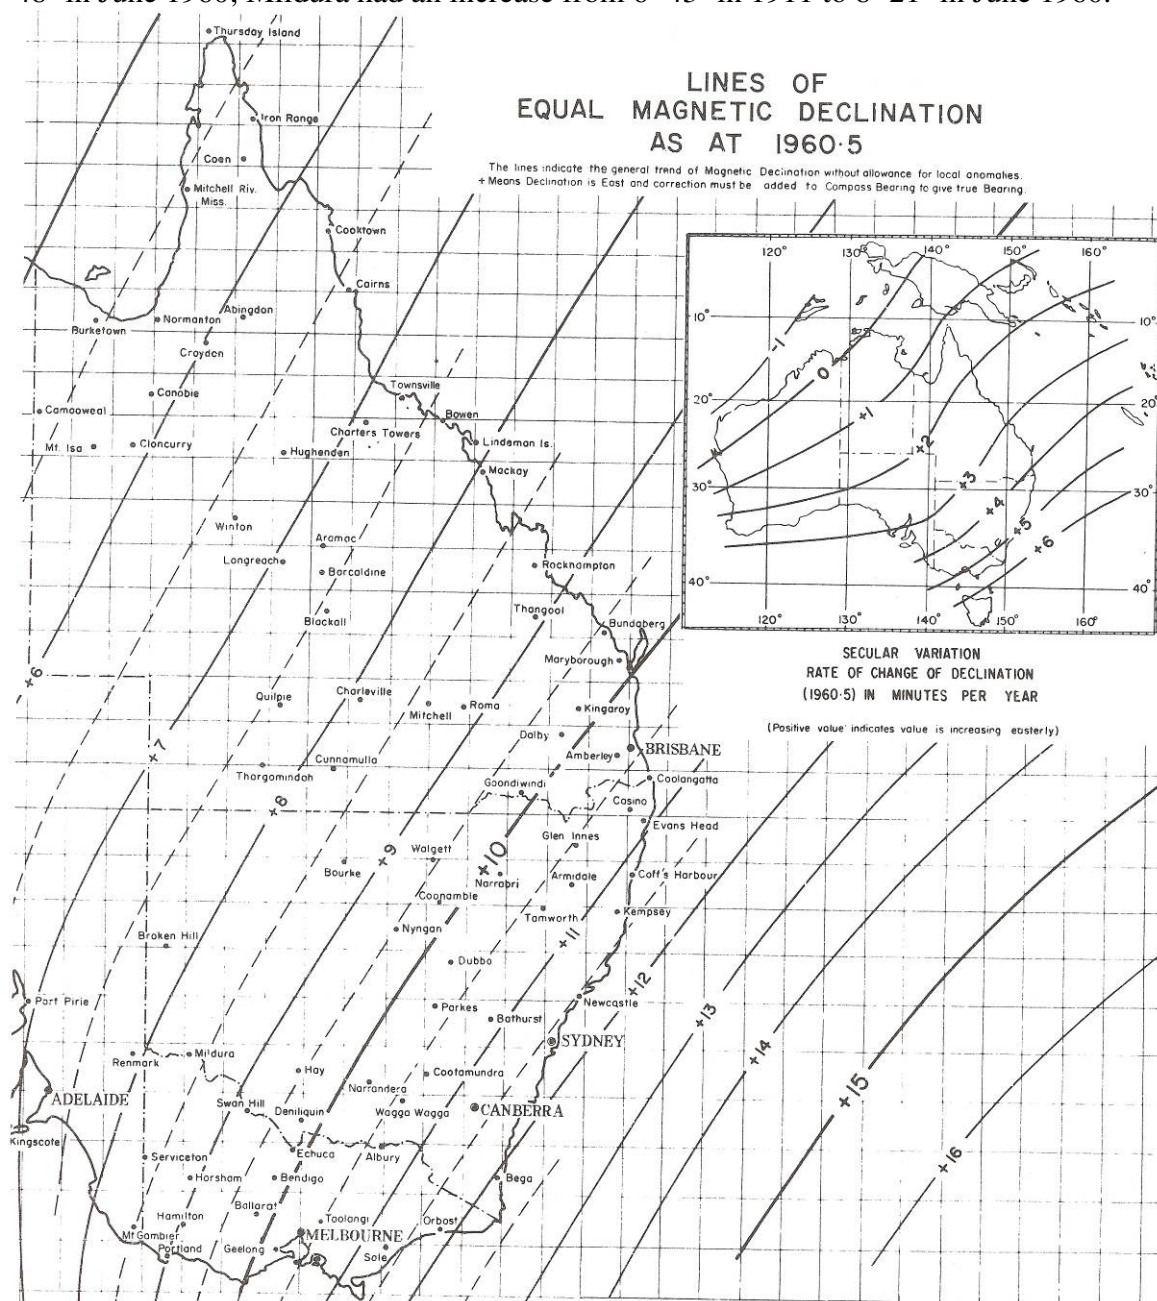 48" in June 1960; Mildura had an increase from 6° 45" in 1911 to 8° 21" in June 1960.
LINES OF
EQUAL MAGNETIC DECLINATION
AS AT 1960·5
The lines indicate the general trend of Magnetic Declination without allowance for local anomalies.
+ Means Declination is East and correction must be added to Compass Bearing to give true Bearing.
Thursday Island
Iron Range
Coen
Mitchell Riv.
Miss.
Cooktown
Cairns
Burketown
Normanton
Abingdon
Croydon
Canobie
Camooweal
Mt. Isa
Cloncurry
Townsville
Bowen
Charters Towers
Lindeman Is.
Hughenden
Mackay
Winton
Aramac
Longreach
Barcaldine
Rockhampton
Blackall
Thangool
Bundaberg
Maryborough
+6
Quilpie
Charleville
Mitchell
Roma
Kingaroy
+7
Dalby
Amberley
BRISBANE
Thargomindah
Cunnamulla
Goondiwindi
Coolangatta
+8
Casino
Evans Head
Glen Innes
+9
Walgett
+10
Bourke
Narrabri
Armidale
Coff's Harbour
Coonamble
Tamworth
Kempsey
Broken Hill
Nyngan
+11
Dubbo
+12
Port Pirie
Parkes
Newcastle
Bathurst
+13
SYDNEY
+14
Renmark
Mildura
Hay
Narrandera
Cootamundra
+15
ADELAIDE
Swan Hill
Deniliquin
Wagga Wagga
CANBERRA
Kingscote
Serviceton
Echuca
Albury
+16
Horsham
Bendigo
Bega
Hamilton
Ballarat
Toolangi
Orbost
Mt Gambier
MELBOURNE
Portland
Geelong
Sale
120°
130°
140°
150°
160°
10°
10°
-1
0
20°
+1
20°
+2
30°
+3
30°
+4
+5
+6
40°
40°
120°
130°
140°
150°
160°
SECULAR VARIATION
RATE OF CHANGE OF DECLINATION
(1960·5) IN MINUTES PER YEAR
(Positive value indicates value is increasing easterly)